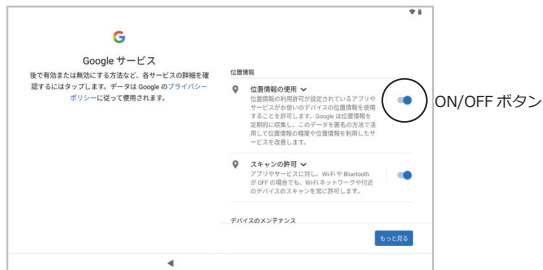 G
Google サービス
後で有効または無効にする方法など、各サービスの詳細を確
認するにはタップします。データは Google のプライバシー
ポリシーに従って使用されます。
位置情報
位置情報の使用
位置情報の利用許可が設定されているアプリや
サービスがお使いのデバイスの位置情報を使用
することを許可します。Google は位置情報を
定期的に収集し、このデータを匿名の方法で活
用して位置情報の精度や位置情報を利用したサ
ービスを改善します。
ON/OFF ボタン
スキャンの許可
アプリやサービスに対し、Wi-Fi や Bluetooth
が OFF の場合でも、Wi-Fi ネットワークや付近
のデバイスのスキャンを常に許可します。
デバイスのメンテナンス
もっと見る